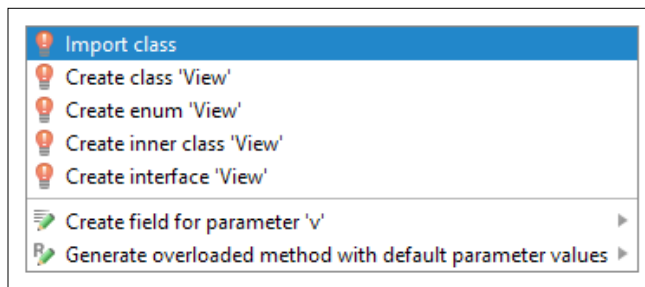 Import class
Create class 'View'
Create enum 'View'
Create inner class 'View'
Create interface 'View'
Create field for parameter 'v'
Generate overloaded method with default parameter values